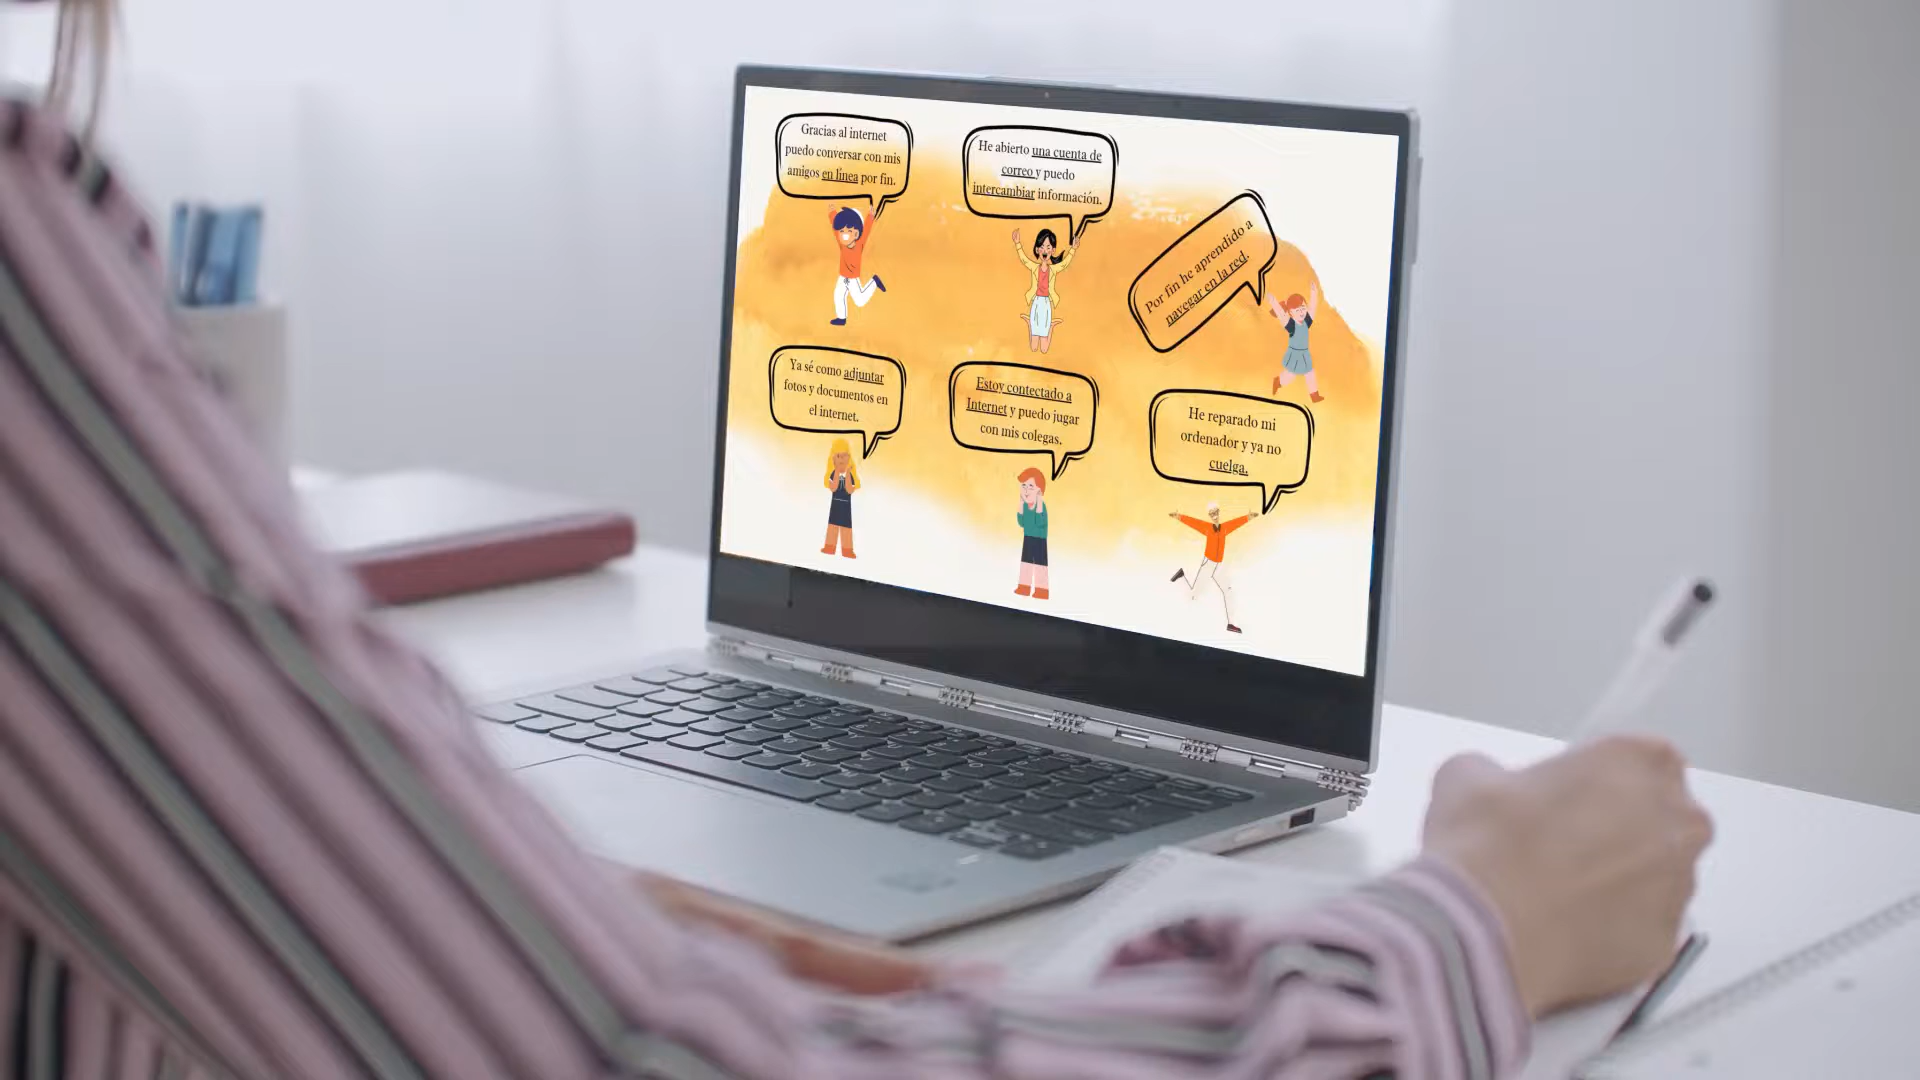 Gracias al internet
puedo conversar con mis
amigos en línea por fin.
He abierto una cuenta de
correo y puedo
intercambiar información.
Por fin he aprendido a
navegar en la red.
Ya sé como adjuntar
fotos y documentos en
el internet.
Estoy contectado a
Internet y puedo jugar
con mis colegas.
He reparado mi
ordenador y ya no
cuelga.